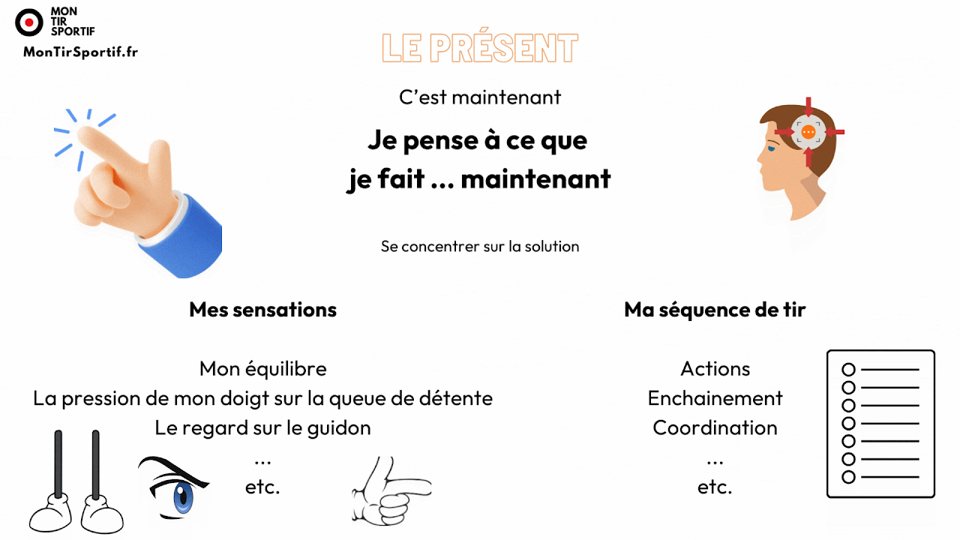 MON
TIR
SPORTIF
MonTirSportif.fr
LE PRÉSENT
C'est maintenant
Je pense à ce que
je fait ... maintenant
Se concentrer sur la solution
Mes sensations
Mon équilibre
La pression de mon doigt sur la queue de détente
Le regard sur le guidon
...
etc.
Ma séquence de tir
Actions
Enchainement
Coordination
...
etc.